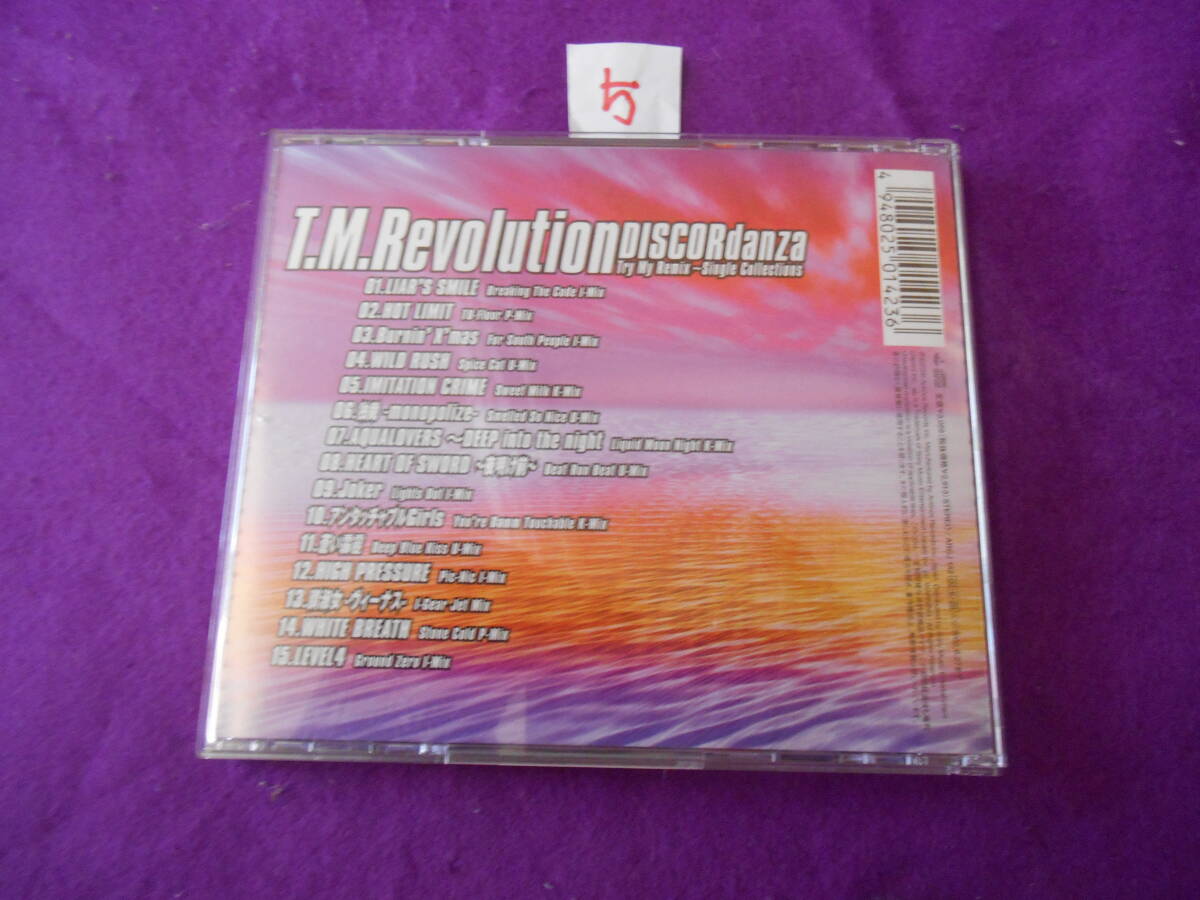 ち
T.M.Revolution DISCORdanza
Try My Remix ~Single Collections
01.LIAR'S SMILE Breaking The Code I-Mix
02.HOT LIMIT TB-Floor P-Mix
03.Burnin' X'mas For South People I-Mix
04.WILD RUSH Spice Cat U-Mix
05.IMITATION CRIME Sweet Milk K-Mix
06.独裁 -monopolize- Smelled So Nice U-Mix
07.AQUALOVERS ～DEEP into the night Liquid Moon Night K-Mix
08.HEART OF SWORD ～夜明け前～ Beat Run Beat U-Mix
09.Joker Lights Out I-Mix
10.アンタッチャブルGirls You're Damn Touchable K-Mix
11.蒼い霹靂 Deep Blue Kiss U-Mix
12.HIGH PRESSURE Pic-Nic I-Mix
13.臍淑女 -ヴィーナス- I-Gear Jet Mix
14.WHITE BREATH Stone Cold P-Mix
15.LEVEL4 Ground Zero I-Mix
4 948025 014236